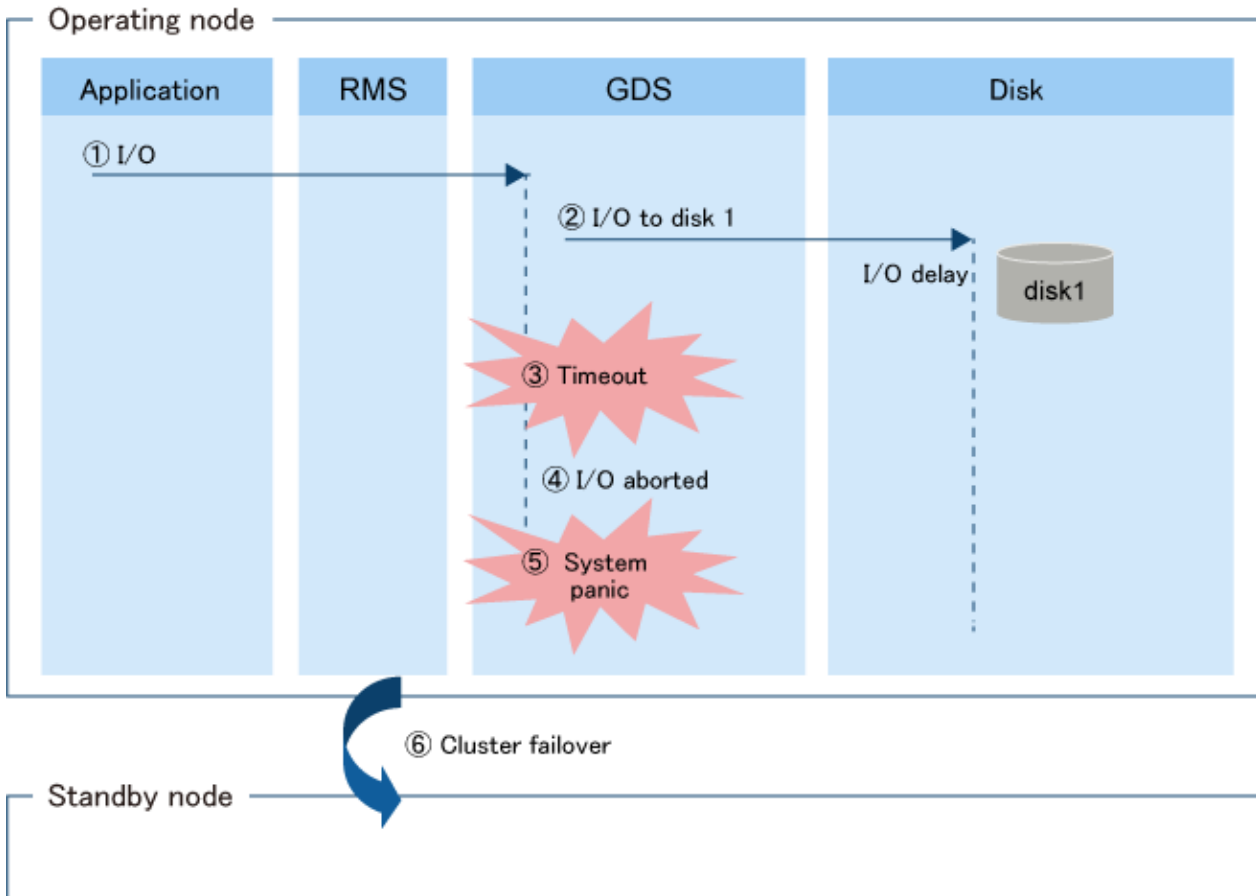 Operating node
Application
RMS
GDS
Disk
① I/O
② I/O to disk 1
I/O delay
disk1
③ Timeout
④ I/O aborted
⑤ System
panic
⑥ Cluster failover
Standby node